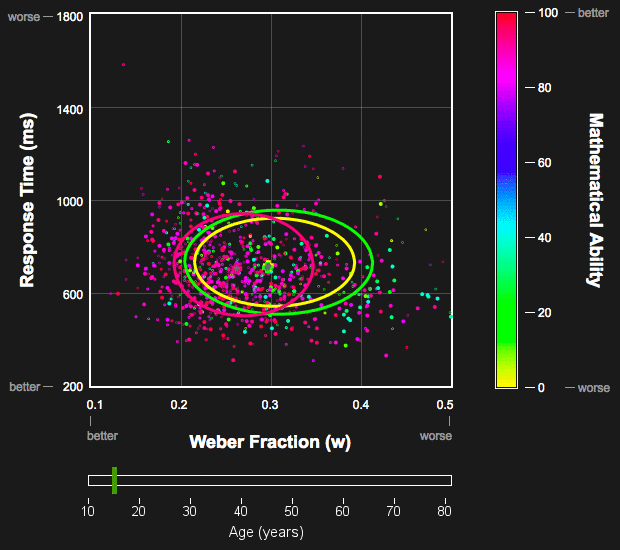 worse
1800
1400
1000
600
better
200
Response Time (ms)
0.1
0.2
0.3
0.4
0.5
better
worse
Weber Fraction (w)
100
better
80
60
40
20
0
worse
Mathematical Ability
10
20
30
40
50
60
70
80
Age (years)